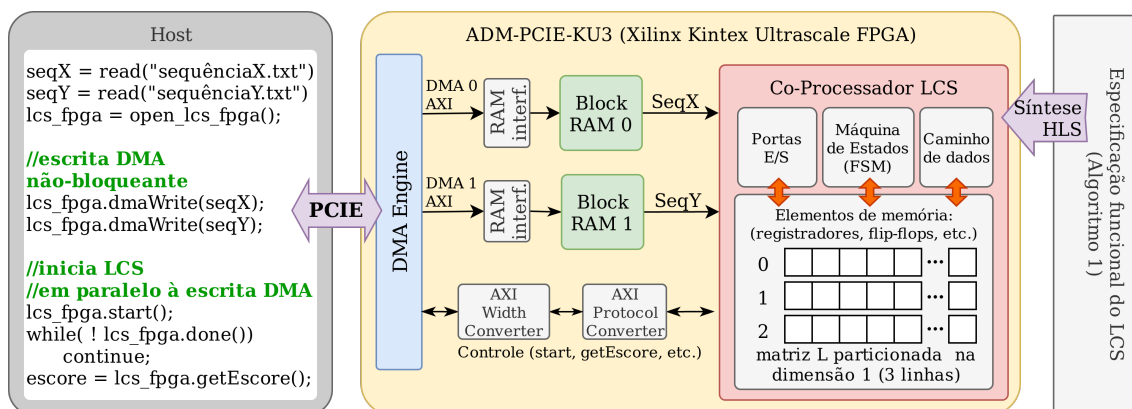 Host
seqX = read("sequênciaX.txt")
seqY = read("sequênciaY.txt")
lcs_fpga = open_lcs_fpga();
//escrita DMA
não-bloqueante
lcs_fpga.dmaWrite(seqX);
lcs_fpga.dmaWrite(seqY);
//inicia LCS
//em paralelo à escrita DMA
lcs_fpga.start();
while( ! lcs_fpga.done())
continue;
escore = lcs_fpga.getEscore();
PCIE
ADM-PCIE-KU3 (Xilinx Kintex Ultrascale FPGA)
DMA Engine
DMA 0
AXI
RAM
interf.
Block
RAM 0
SeqX
DMA 1
AXI
RAM
interf.
Block
RAM 1
SeqY
AXI
Width
Converter
AXI
Protocol
Converter
Controle (start, getEscore, etc.)
Co-Processador LCS
Portas
E/S
Máquina
de Estados
(FSM)
Caminho
de dados
Elementos de memória:
(registradores, flip-flops, etc.)
0
...
1
...
2
...
matriz L particionada na
dimensão 1 (3 linhas)
Síntese
HLS
Especificação funcional do LCS
(Algoritmo 1)